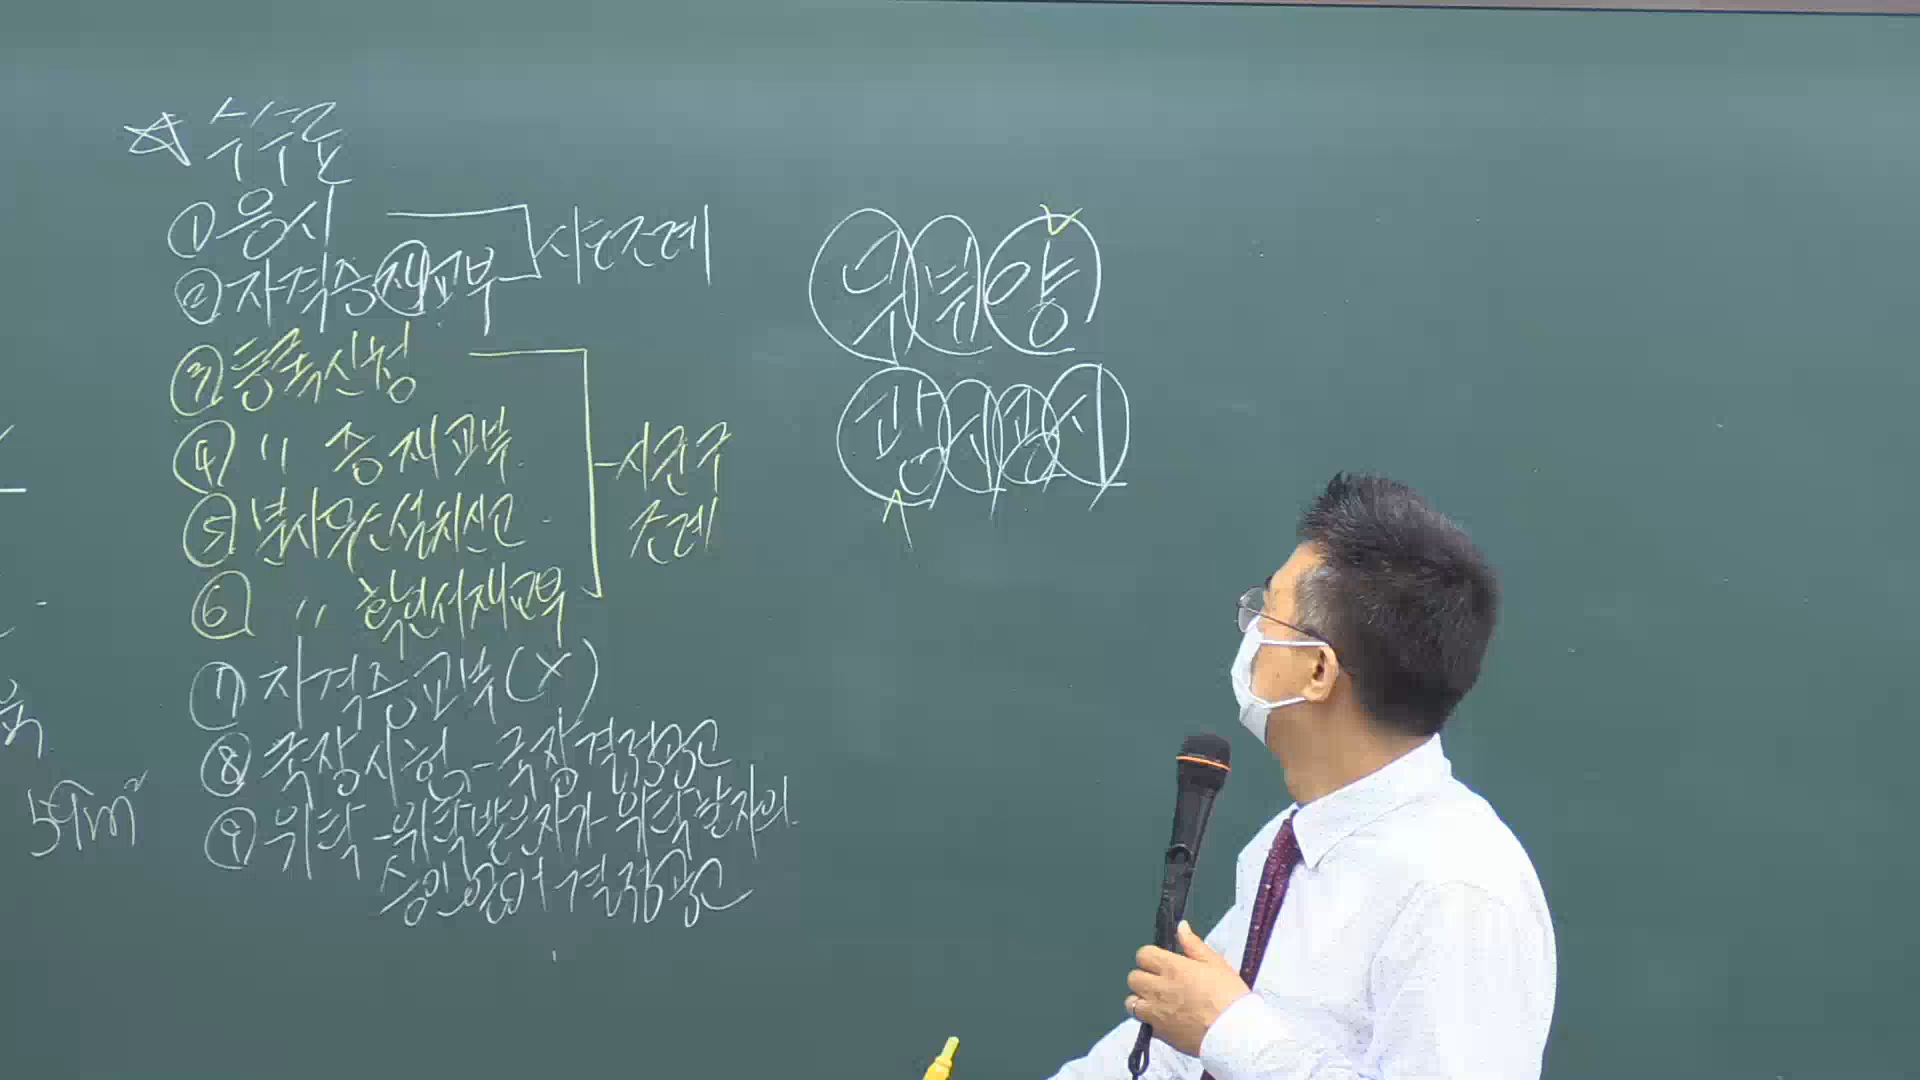 ☆ 수수료
① 응시
② 자격증재교부
시·도조례
③ 등록신청
④ 〃 증재교부
⑤ 분사무소설치신고
⑥ 〃 확인서재교부
시군구
조례
⑦ 자격증교부(X)
⑧ 국장시험 - 국장결정공고
⑨ 위탁 - 위탁받은자가 위탁한자의
승인얻어 결정공고
59m²